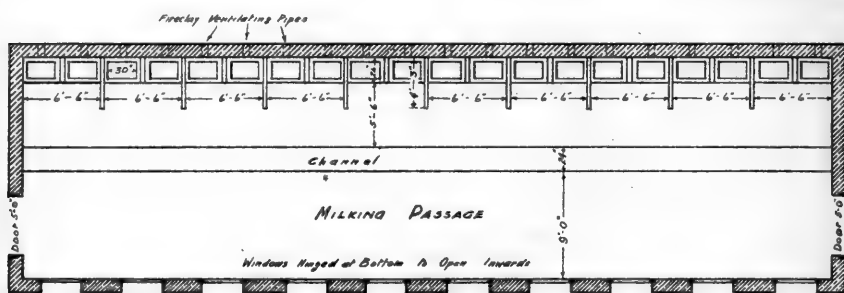 Fireclay Ventilating Pipes
30"
6'-6" 6'-6" 6'-6" 6'-6" 4'-3" 6'-6" 6'-6" 6'-6" 6'-6" 6'-6"
5'-6"
Channel
MILKING PASSAGE
9'-0"
Door 5'-0"
Door 5'-0"
Windows Hinged at Bottom to Open Inwards